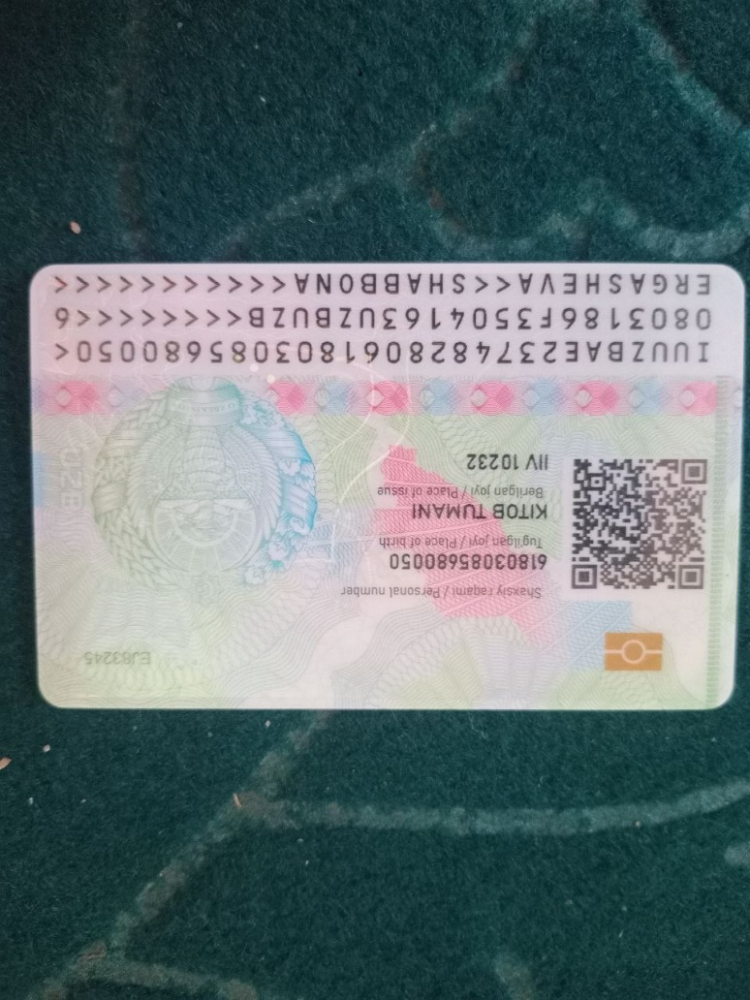 EJ83245
Shaxsiy raqami / Personal number
61803085680050
Tug'ilgan joyi / Place of birth
KITOB TUMANI
Berilgan joyi / Place of issue
IIV 10232
UZB
IUUZBAE2374828061803085680050<
0803186F3504163UZBUZB<<<<<<<6
ERGASHEVA<<SHABBONA<<<<<<<<<<<